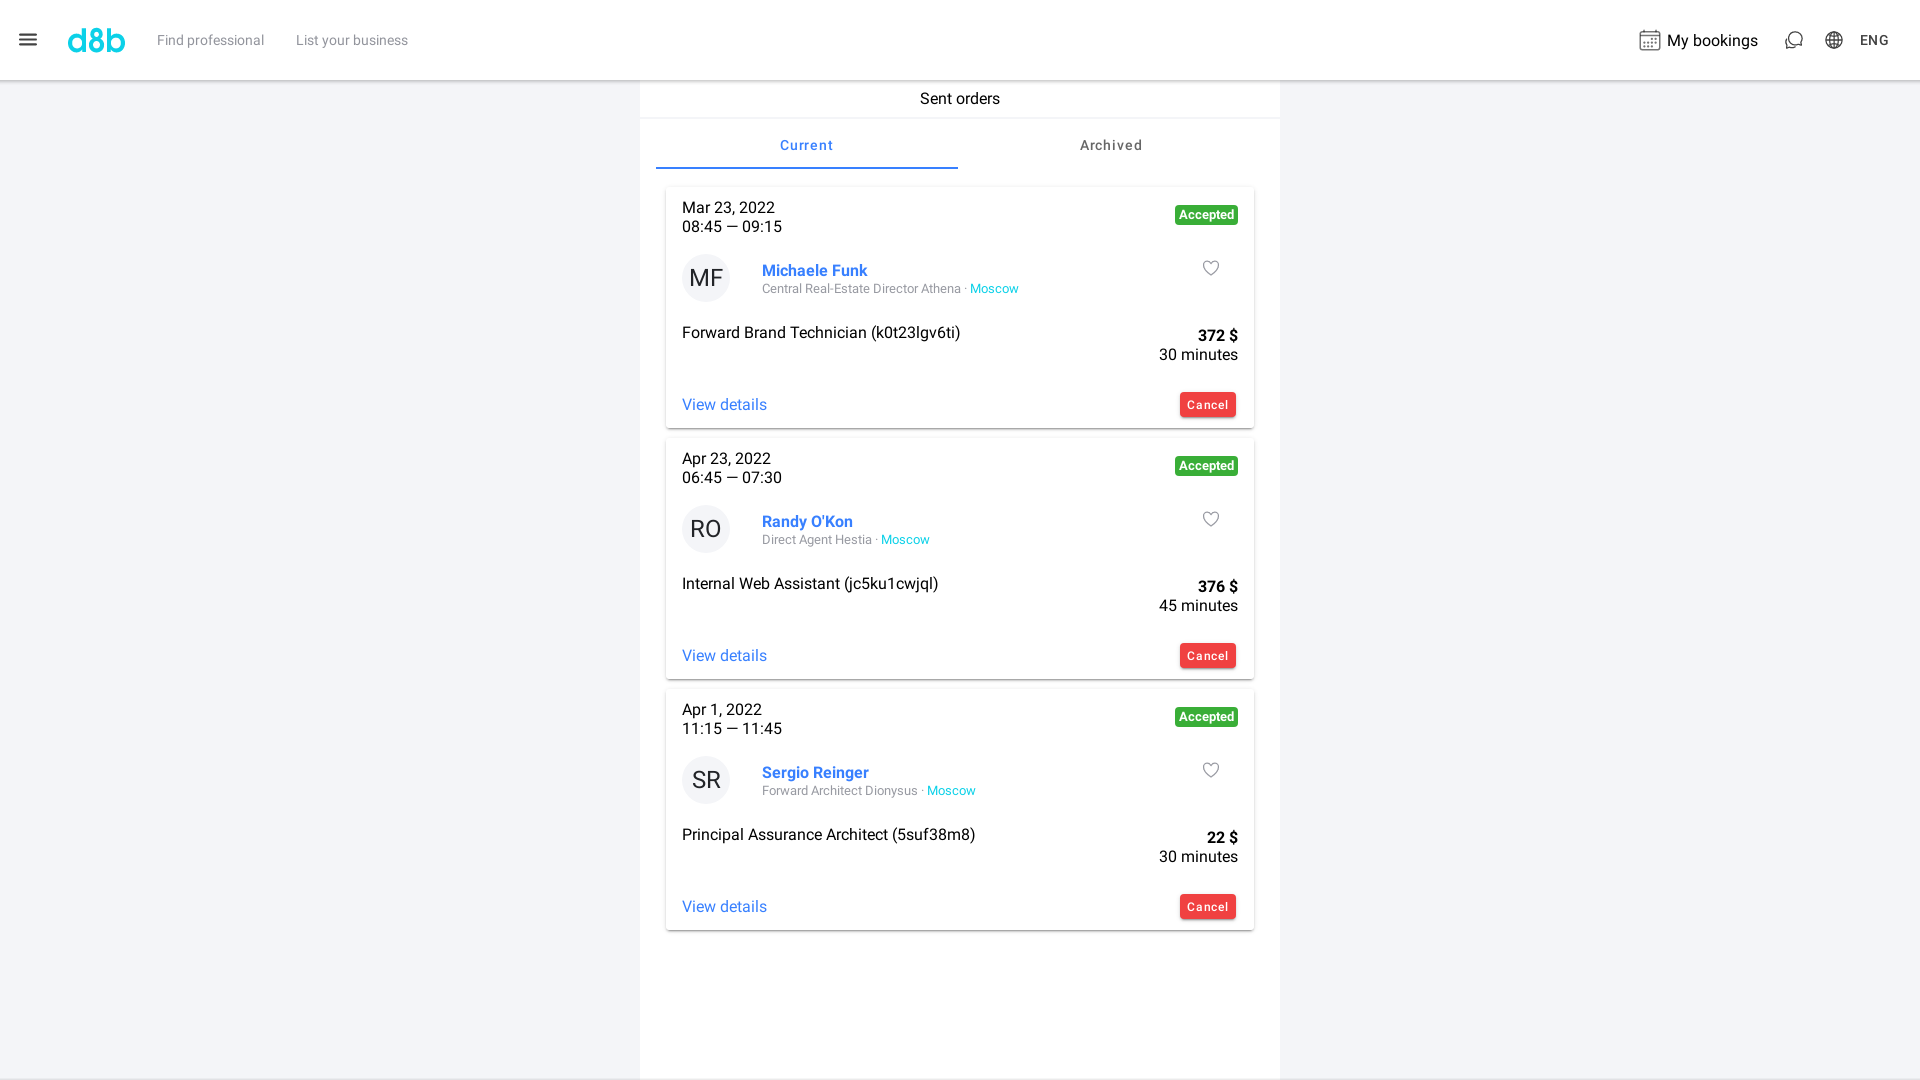 d8b
Find professional
List your business
My bookings
ENG
Sent orders
Current
Archived
Mar 23, 2022
08:45 — 09:15
Accepted
MF
Michaele Funk
Central Real-Estate Director Athena · Moscow
Forward Brand Technician (k0t23lgv6ti)
372 $
30 minutes
View details
Cancel
Apr 23, 2022
06:45 — 07:30
Accepted
RO
Randy O'Kon
Direct Agent Hestia · Moscow
Internal Web Assistant (jc5ku1cwjql)
376 $
45 minutes
View details
Cancel
Apr 1, 2022
11:15 — 11:45
Accepted
SR
Sergio Reinger
Forward Architect Dionysus · Moscow
Principal Assurance Architect (5suf38m8)
22 $
30 minutes
View details
Cancel